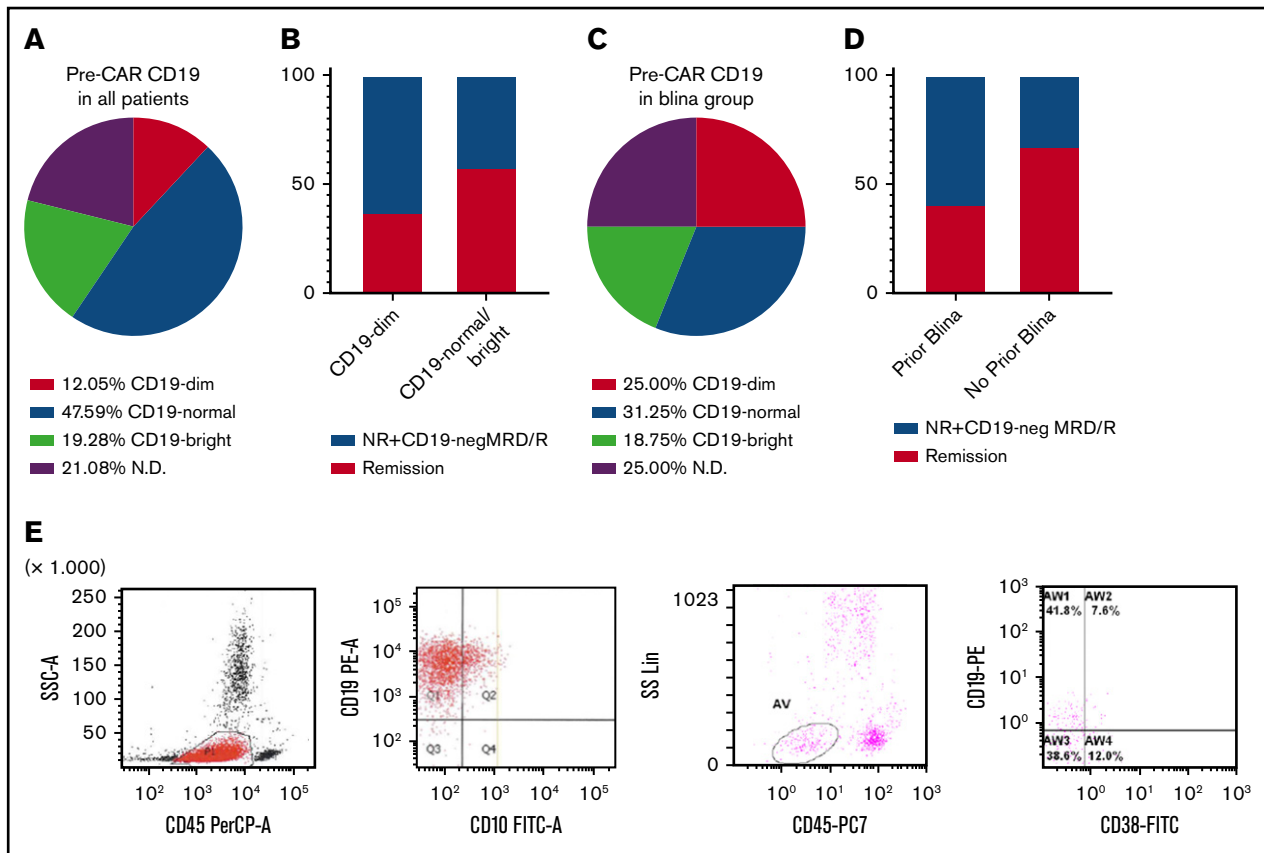 A
Pre-CAR CD19
in all patients
12.05% CD19-dim
47.59% CD19-normal
19.28% CD19-bright
21.08% N.D.
B
100
50
0
CD19-dim
CD19-normal/
bright
NR+CD19-negMRD/R
Remission
C
Pre-CAR CD19
in blina group
25.00% CD19-dim
31.25% CD19-normal
18.75% CD19-bright
25.00% N.D.
D
100
50
0
Prior Blina
No Prior Blina
NR+CD19-neg MRD/R
Remission
E
(× 1.000)
SSC-A
250
200
150
100
50
P1
10² 10³ 10⁴ 10⁵
CD45 PerCP-A
CD19 PE-A
10⁵
10⁴
10³
10²
Q1 Q2
Q3 Q4
10² 10³ 10⁴ 10⁵
CD10 FITC-A
SS Lin
1023
0
AV
10⁰ 10¹ 10² 10³
CD45-PC7
CD19-PE
10³
10²
10¹
10⁰
AW1 AW2
41.8% 7.6%
AW3 AW4
38.6% 12.0%
10⁰ 10¹ 10² 10³
CD38-FITC